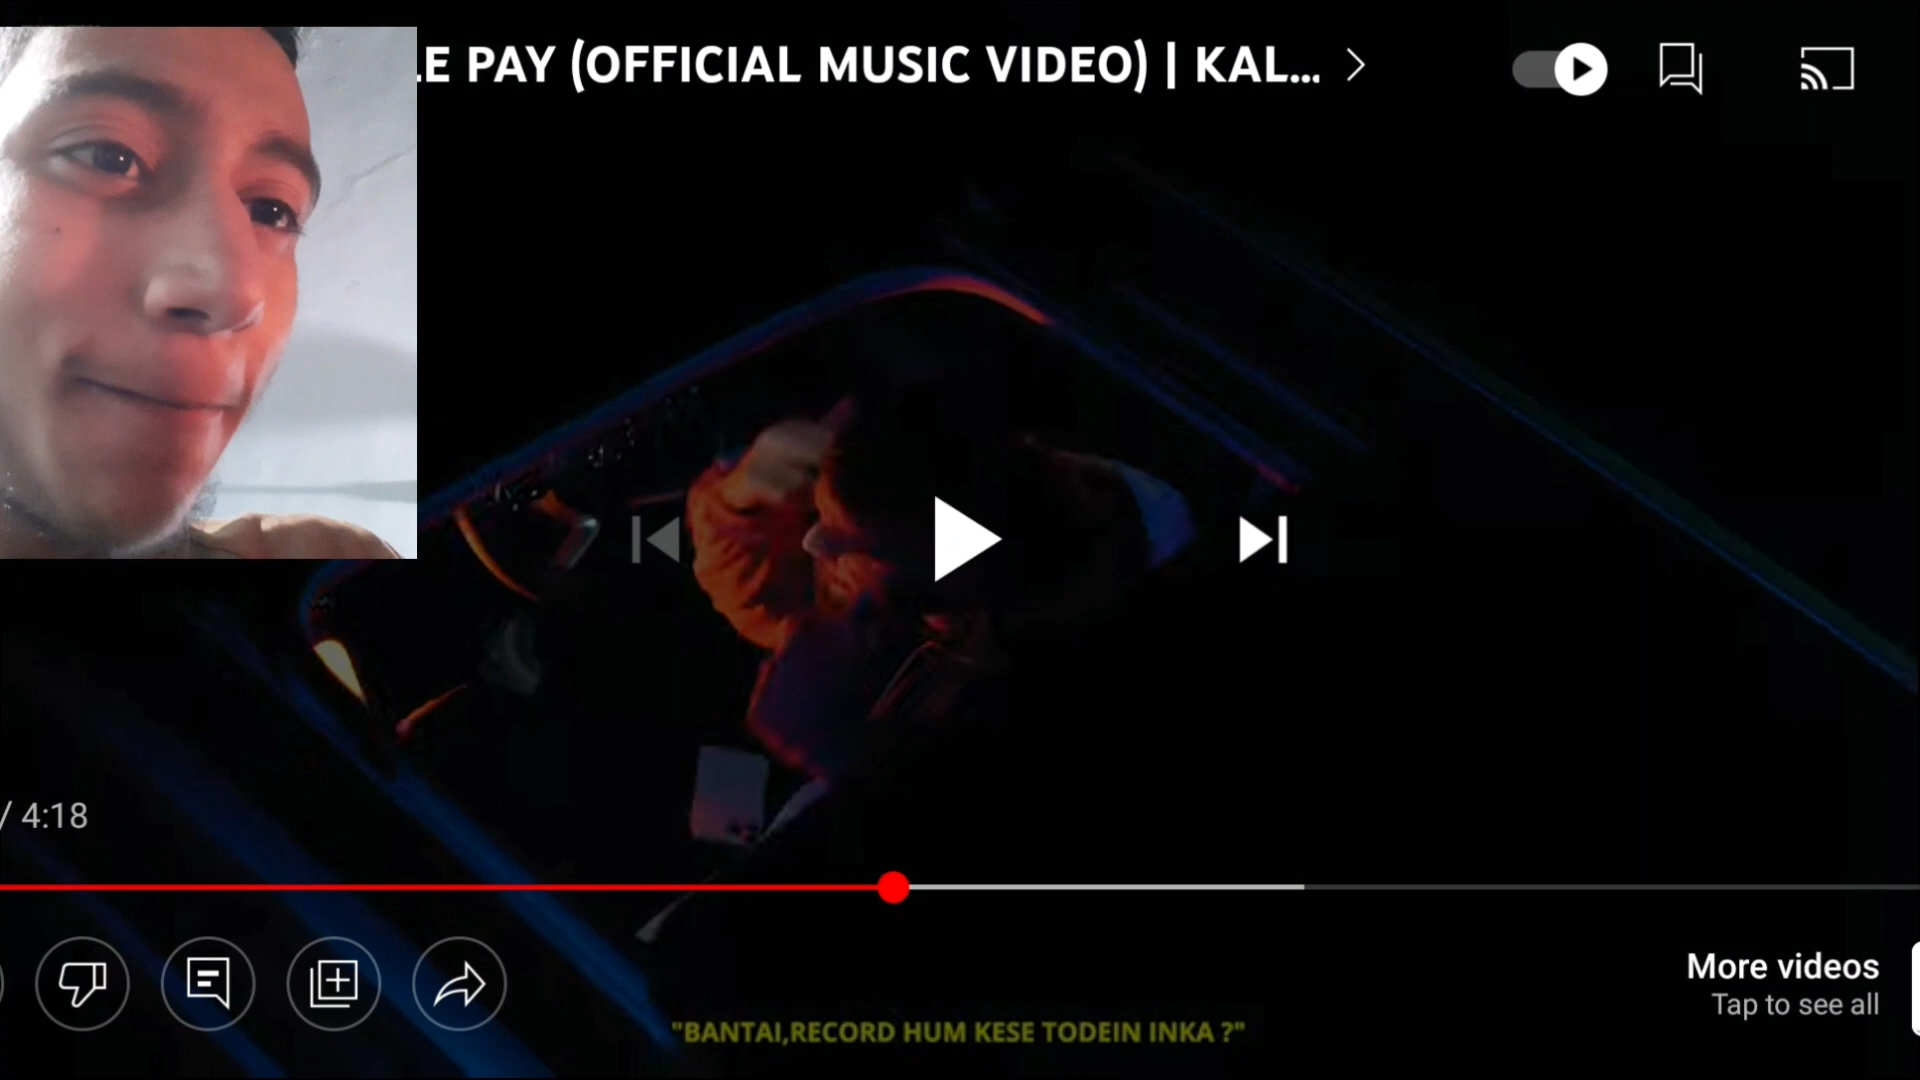 LE PAY (OFFICIAL MUSIC VIDEO) | KAL...
/ 4:18
More videos
Tap to see all
"BANTAI,RECORD HUM KESE TODEIN INKA ?"